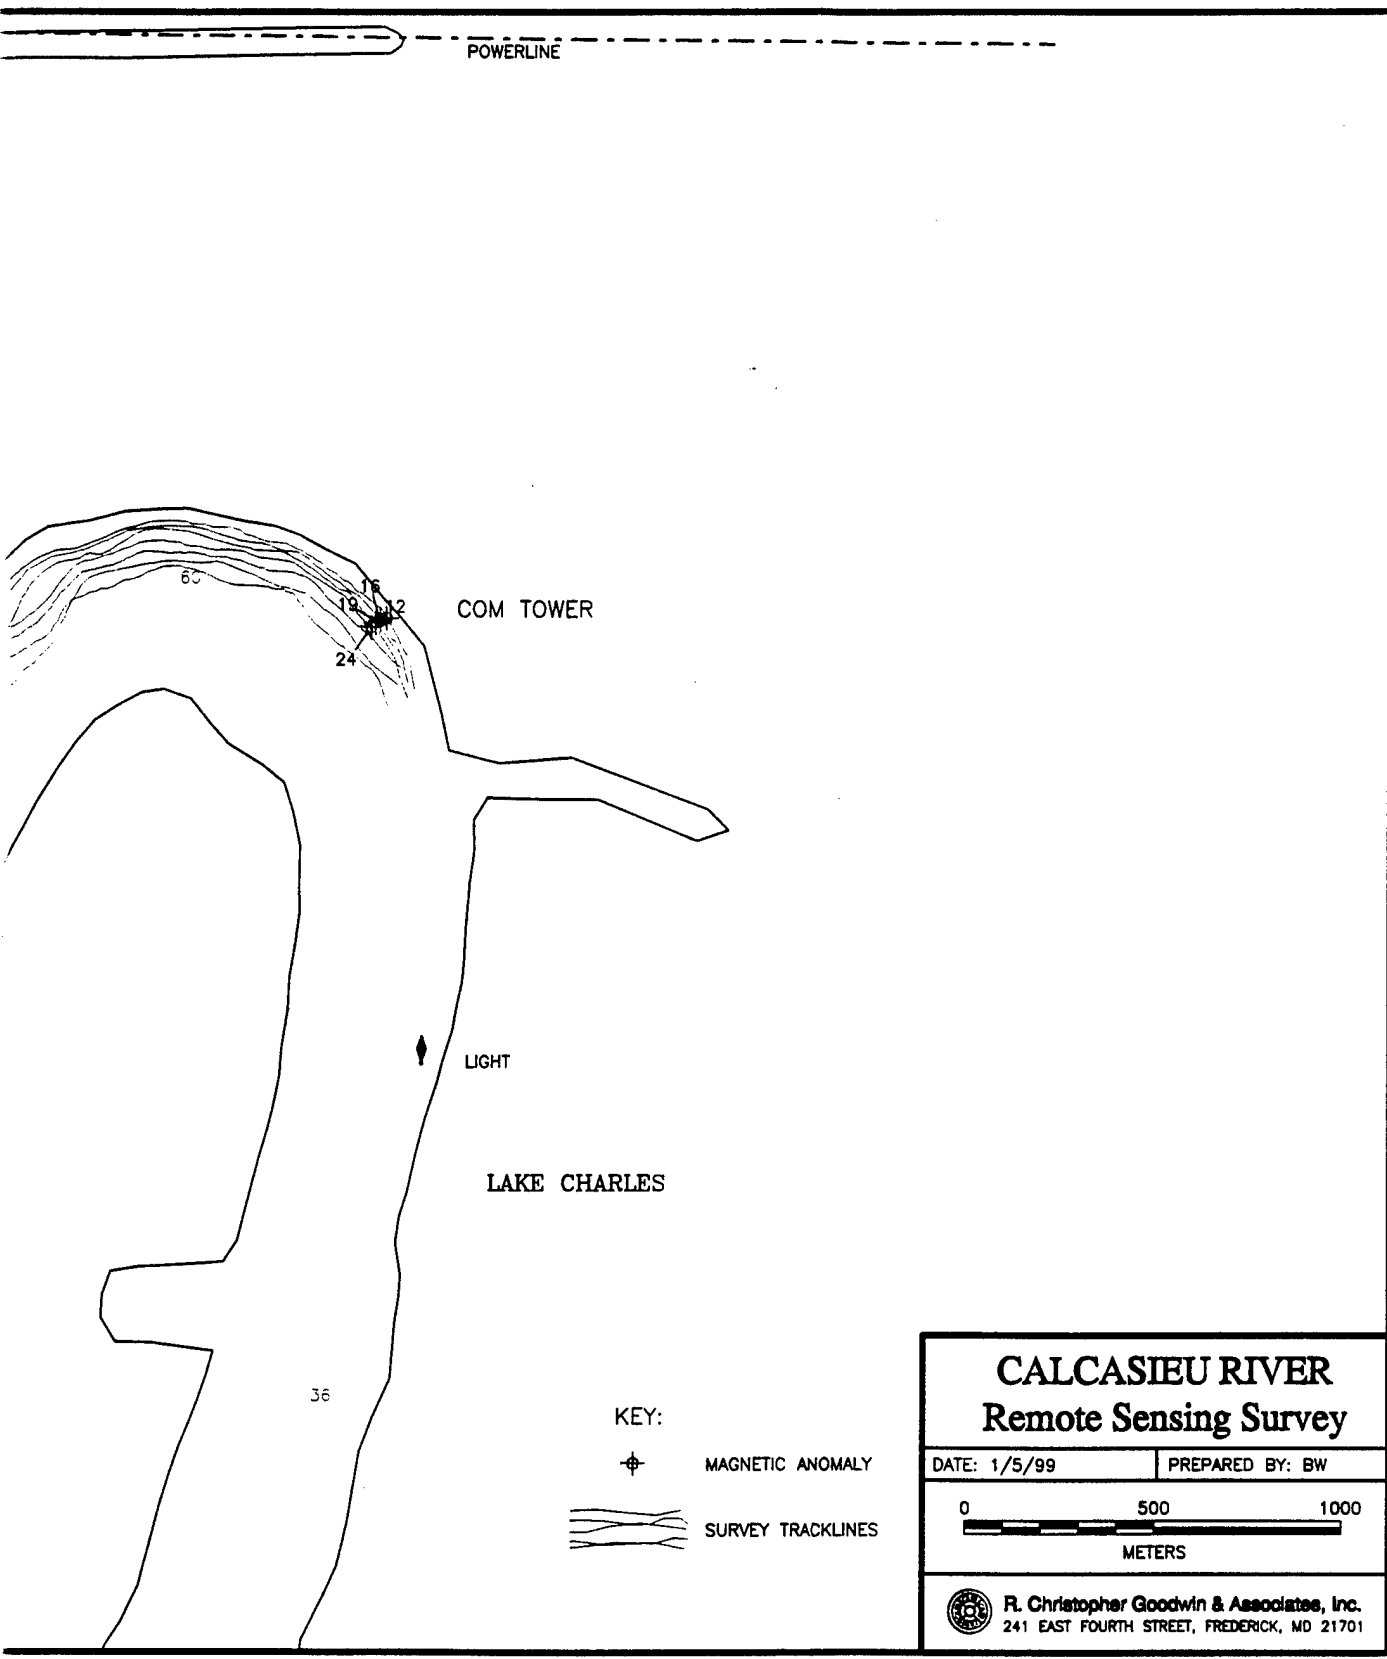 POWERLINE
60
16
19
12
COM TOWER
24
LIGHT
LAKE CHARLES
36
KEY:
MAGNETIC ANOMALY
SURVEY TRACKLINES
CALCASIEU RIVER
Remote Sensing Survey
DATE: 1/5/99
PREPARED BY: BW
0 500 1000
METERS
R. Christopher Goodwin & Associates, Inc.
241 EAST FOURTH STREET, FREDERICK, MD 21701